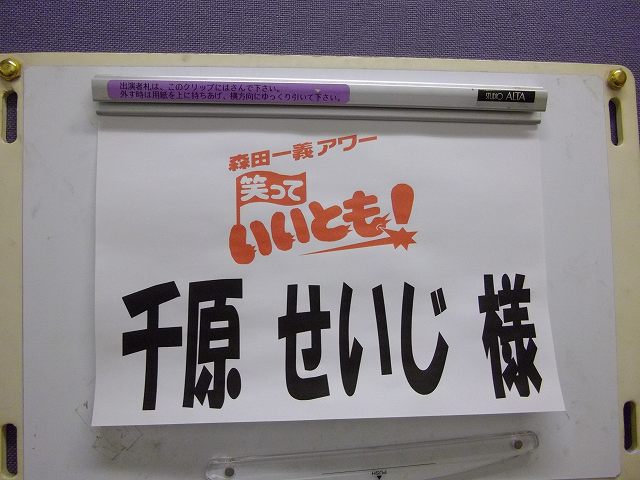 出演者札は、このクリップにはさんで下さい。
外す時は用紙を上に持ちあげ、横方向にゆっくり引いて下さい。
STUDIO ALTA
森田一義アワー
笑って
いいとも!
千原 せいじ 様
PUSH